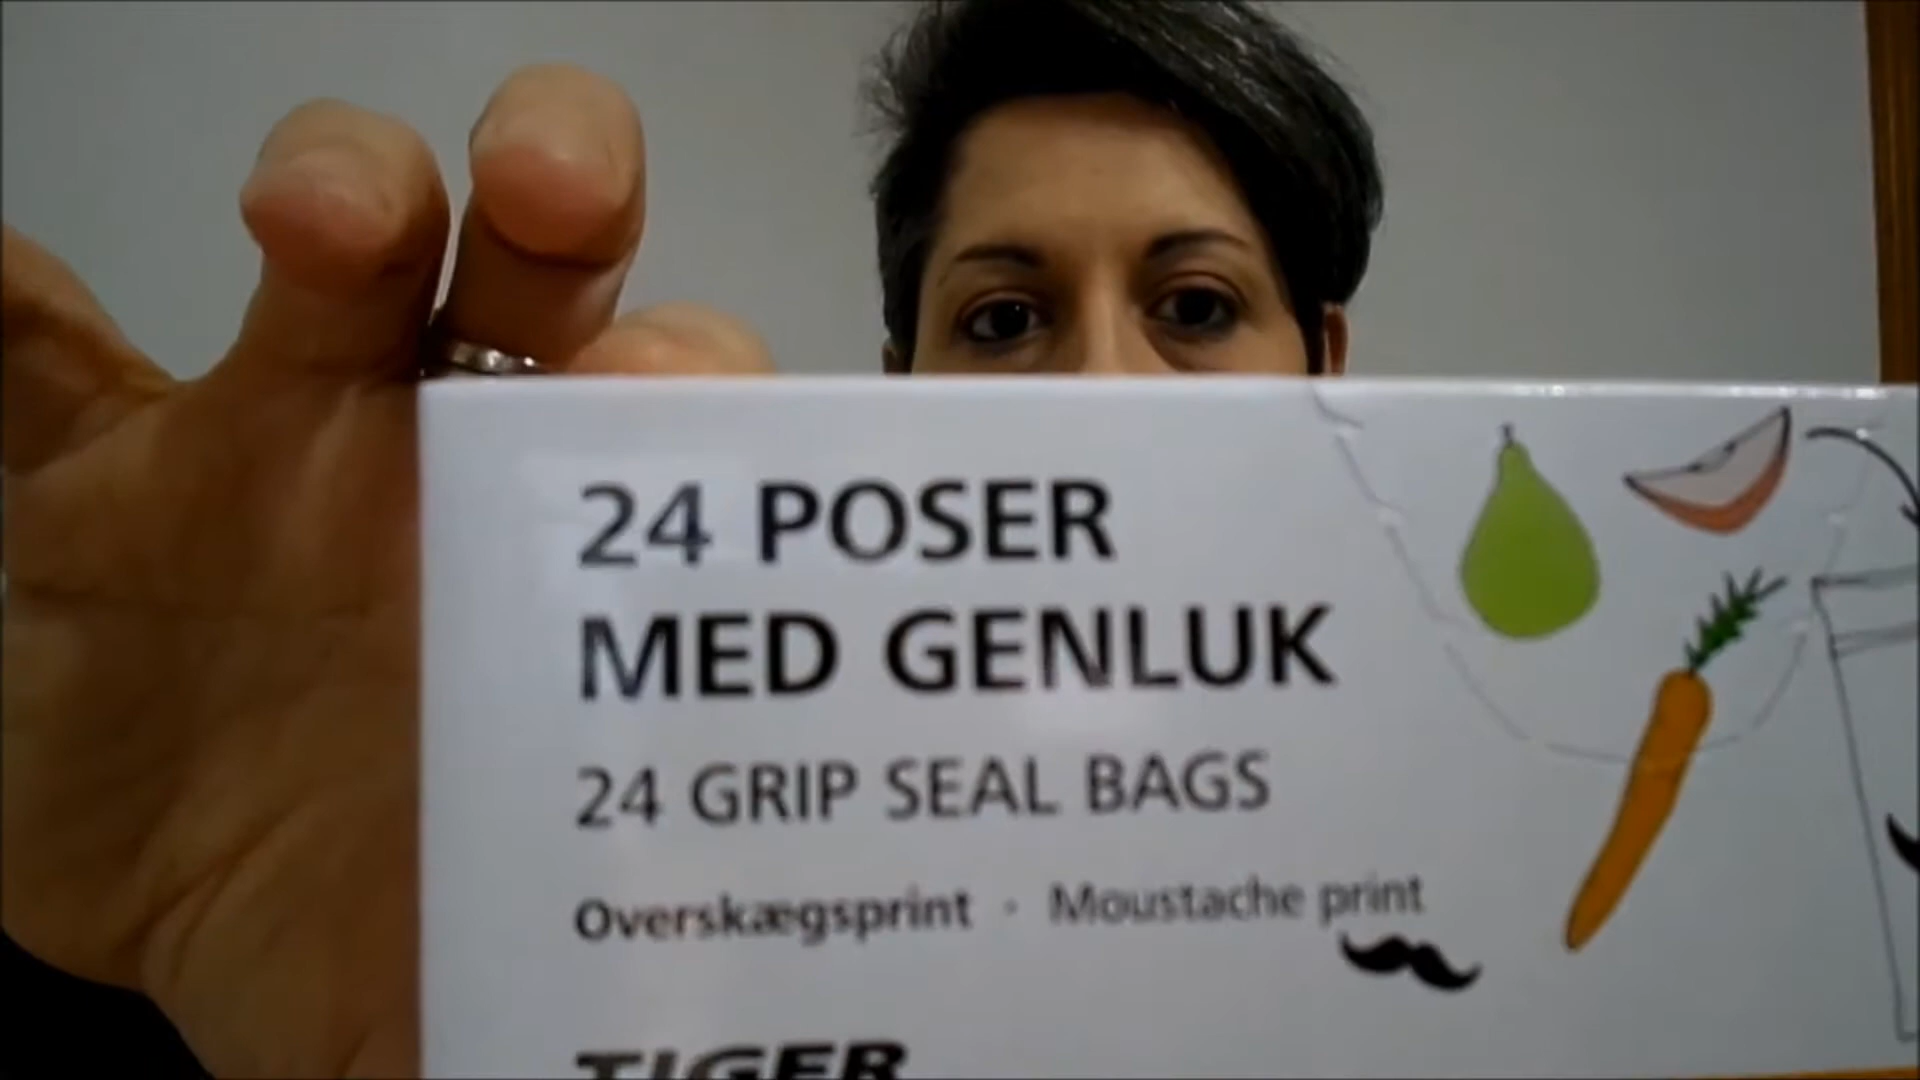 24 POSER
MED GENLUK
24 GRIP SEAL BAGS
Overskægsprint · Moustache print
TIGER